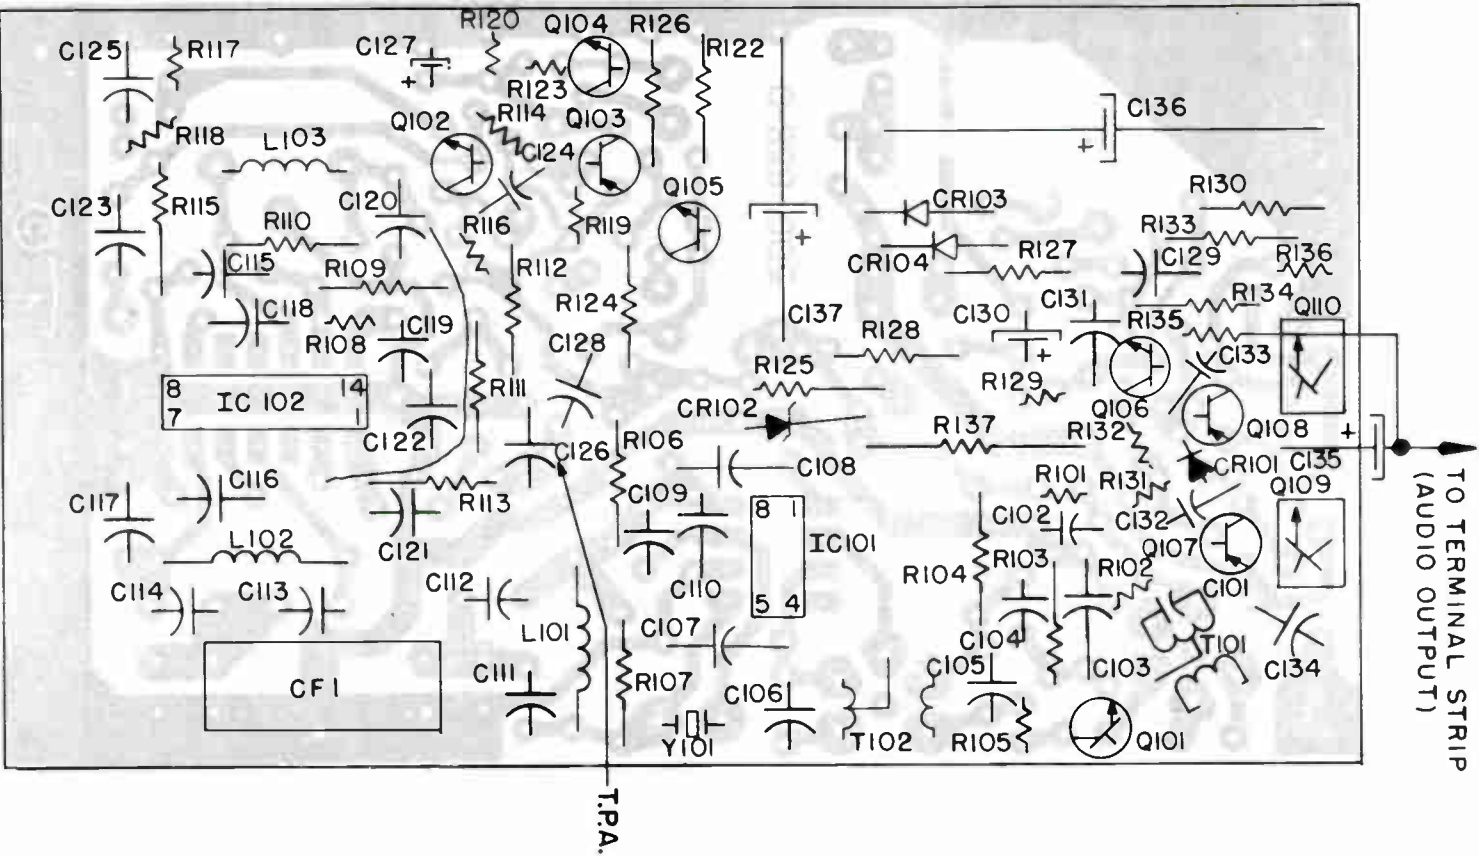 R120
Q104
R126
C125
R117
C127
R122
+
R123
C136
R118
Q102
R114
Q103
L103
C124
+
Q105
R130
C123
R115
C120
CR103
R110
R116
R119
R133
+
R127
C115
R109
R112
CR104
C129
R136
R124
C118
C119
C137
C130
C131
R134
Q110
R108
R128
R135
C128
+
C133
R125
R129
8
14
R111
IC 102
7
1
CR102
Q106
C122
C126
R106
R137
R132
Q108
+
C108
CR101
C135
C116
R101
R131
Q109
C117
R113
C109
8
1
C102
C132
L102
C121
IC101
Q107
R103
R102
C112
C110
R104
C101
C114
C113
5
4
L101
C107
C104
T101
C111
C105
C103
C134
CF1
R107
C106
Y101
T102
R105
Q101
TO TERMINAL STRIP
(AUDIO OUTPUT)
T.P.A.